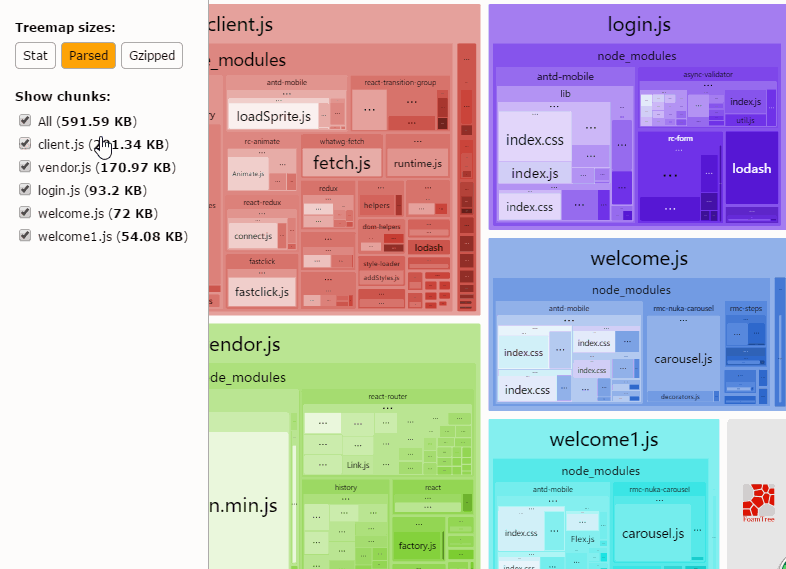 Treemap sizes:
Stat
Parsed
Gzipped
Show chunks:
All (591.59 KB)
client.js (
1.34 KB)
vendor.js (170.97 KB)
login.js (93.2 KB)
welcome.js (72 KB)
welcome1.js (54.08 KB)
client.js
e_modules
antd-mobile
loadSprite.js
react-transition-group
rc-animate
Animate.js
whatwg-fetch
fetch.js
runtime.js
react-redux
connect.js
redux
helpers
dom-helpers
lodash
fastclick
fastclick.js
style-loader
addStyles.js
endor.js
de_modules
n.min.js
react-router
Link.js
history
react
factory.js
login.js
node_modules
antd-mobile
lib
index.css
index.js
index.css
async-validator
index.js
util.js
rc-form
lodash
welcome.js
node_modules
antd-mobile
index.css
index.css
index.css
index.css
rmc-nuka-carousel
carousel.js
decorators.js
rmc-steps
welcome1.js
node_modules
antd-mobile
index.css
Flex.js
rmc-nuka-carousel
carousel.js
FoamTree